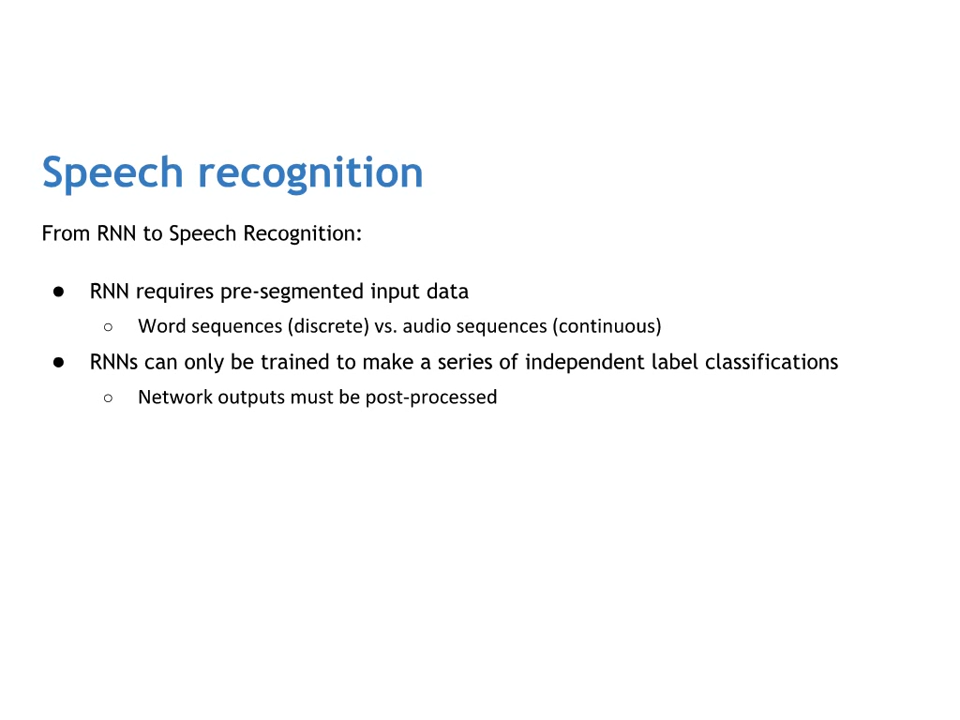 Speech recognition
From RNN to Speech Recognition:
● RNN requires pre-segmented input data
○ Word sequences (discrete) vs. audio sequences (continuous)
● RNNs can only be trained to make a series of independent label classifications
○ Network outputs must be post-processed